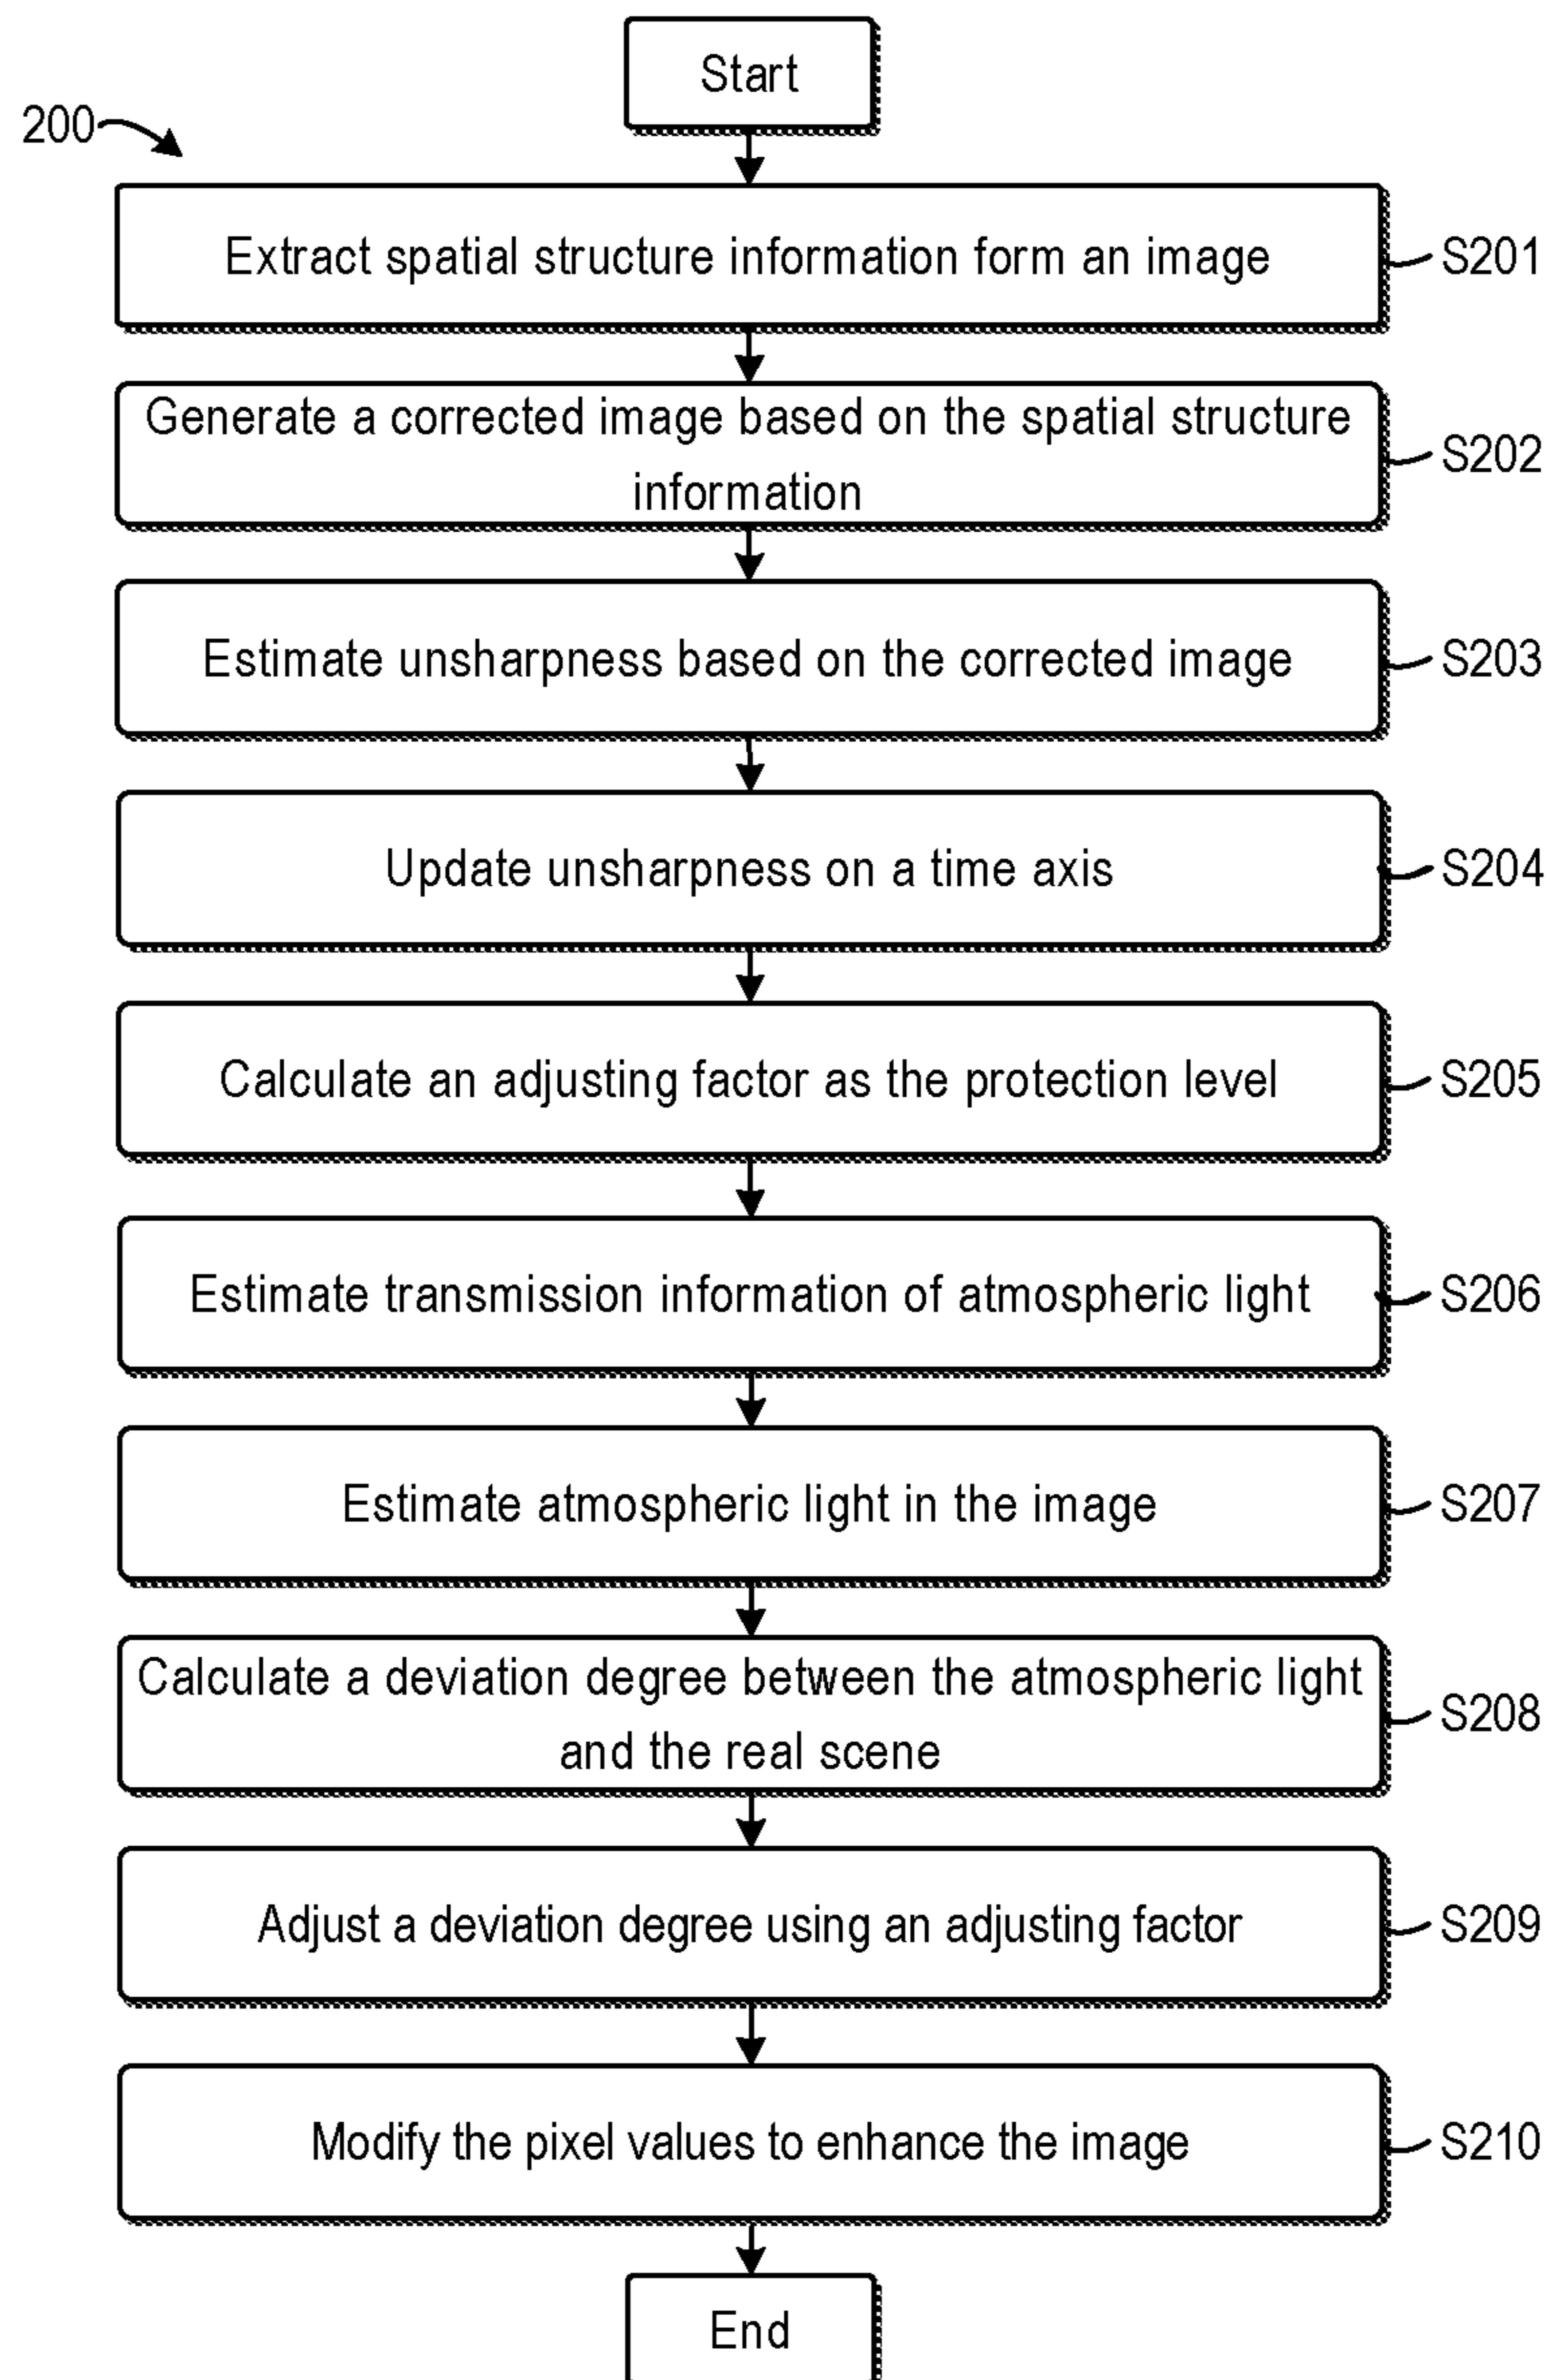 Start
200
Extract spatial structure information form an image
S201
Generate a corrected image based on the spatial structure
information
S202
Estimate unsharpness based on the corrected image
S203
Update unsharpness on a time axis
S204
Calculate an adjusting factor as the protection level
S205
Estimate transmission information of atmospheric light
S206
Estimate atmospheric light in the image
S207
Calculate a deviation degree between the atmospheric light
and the real scene
S208
Adjust a deviation degree using an adjusting factor
S209
Modify the pixel values to enhance the image
S210
End